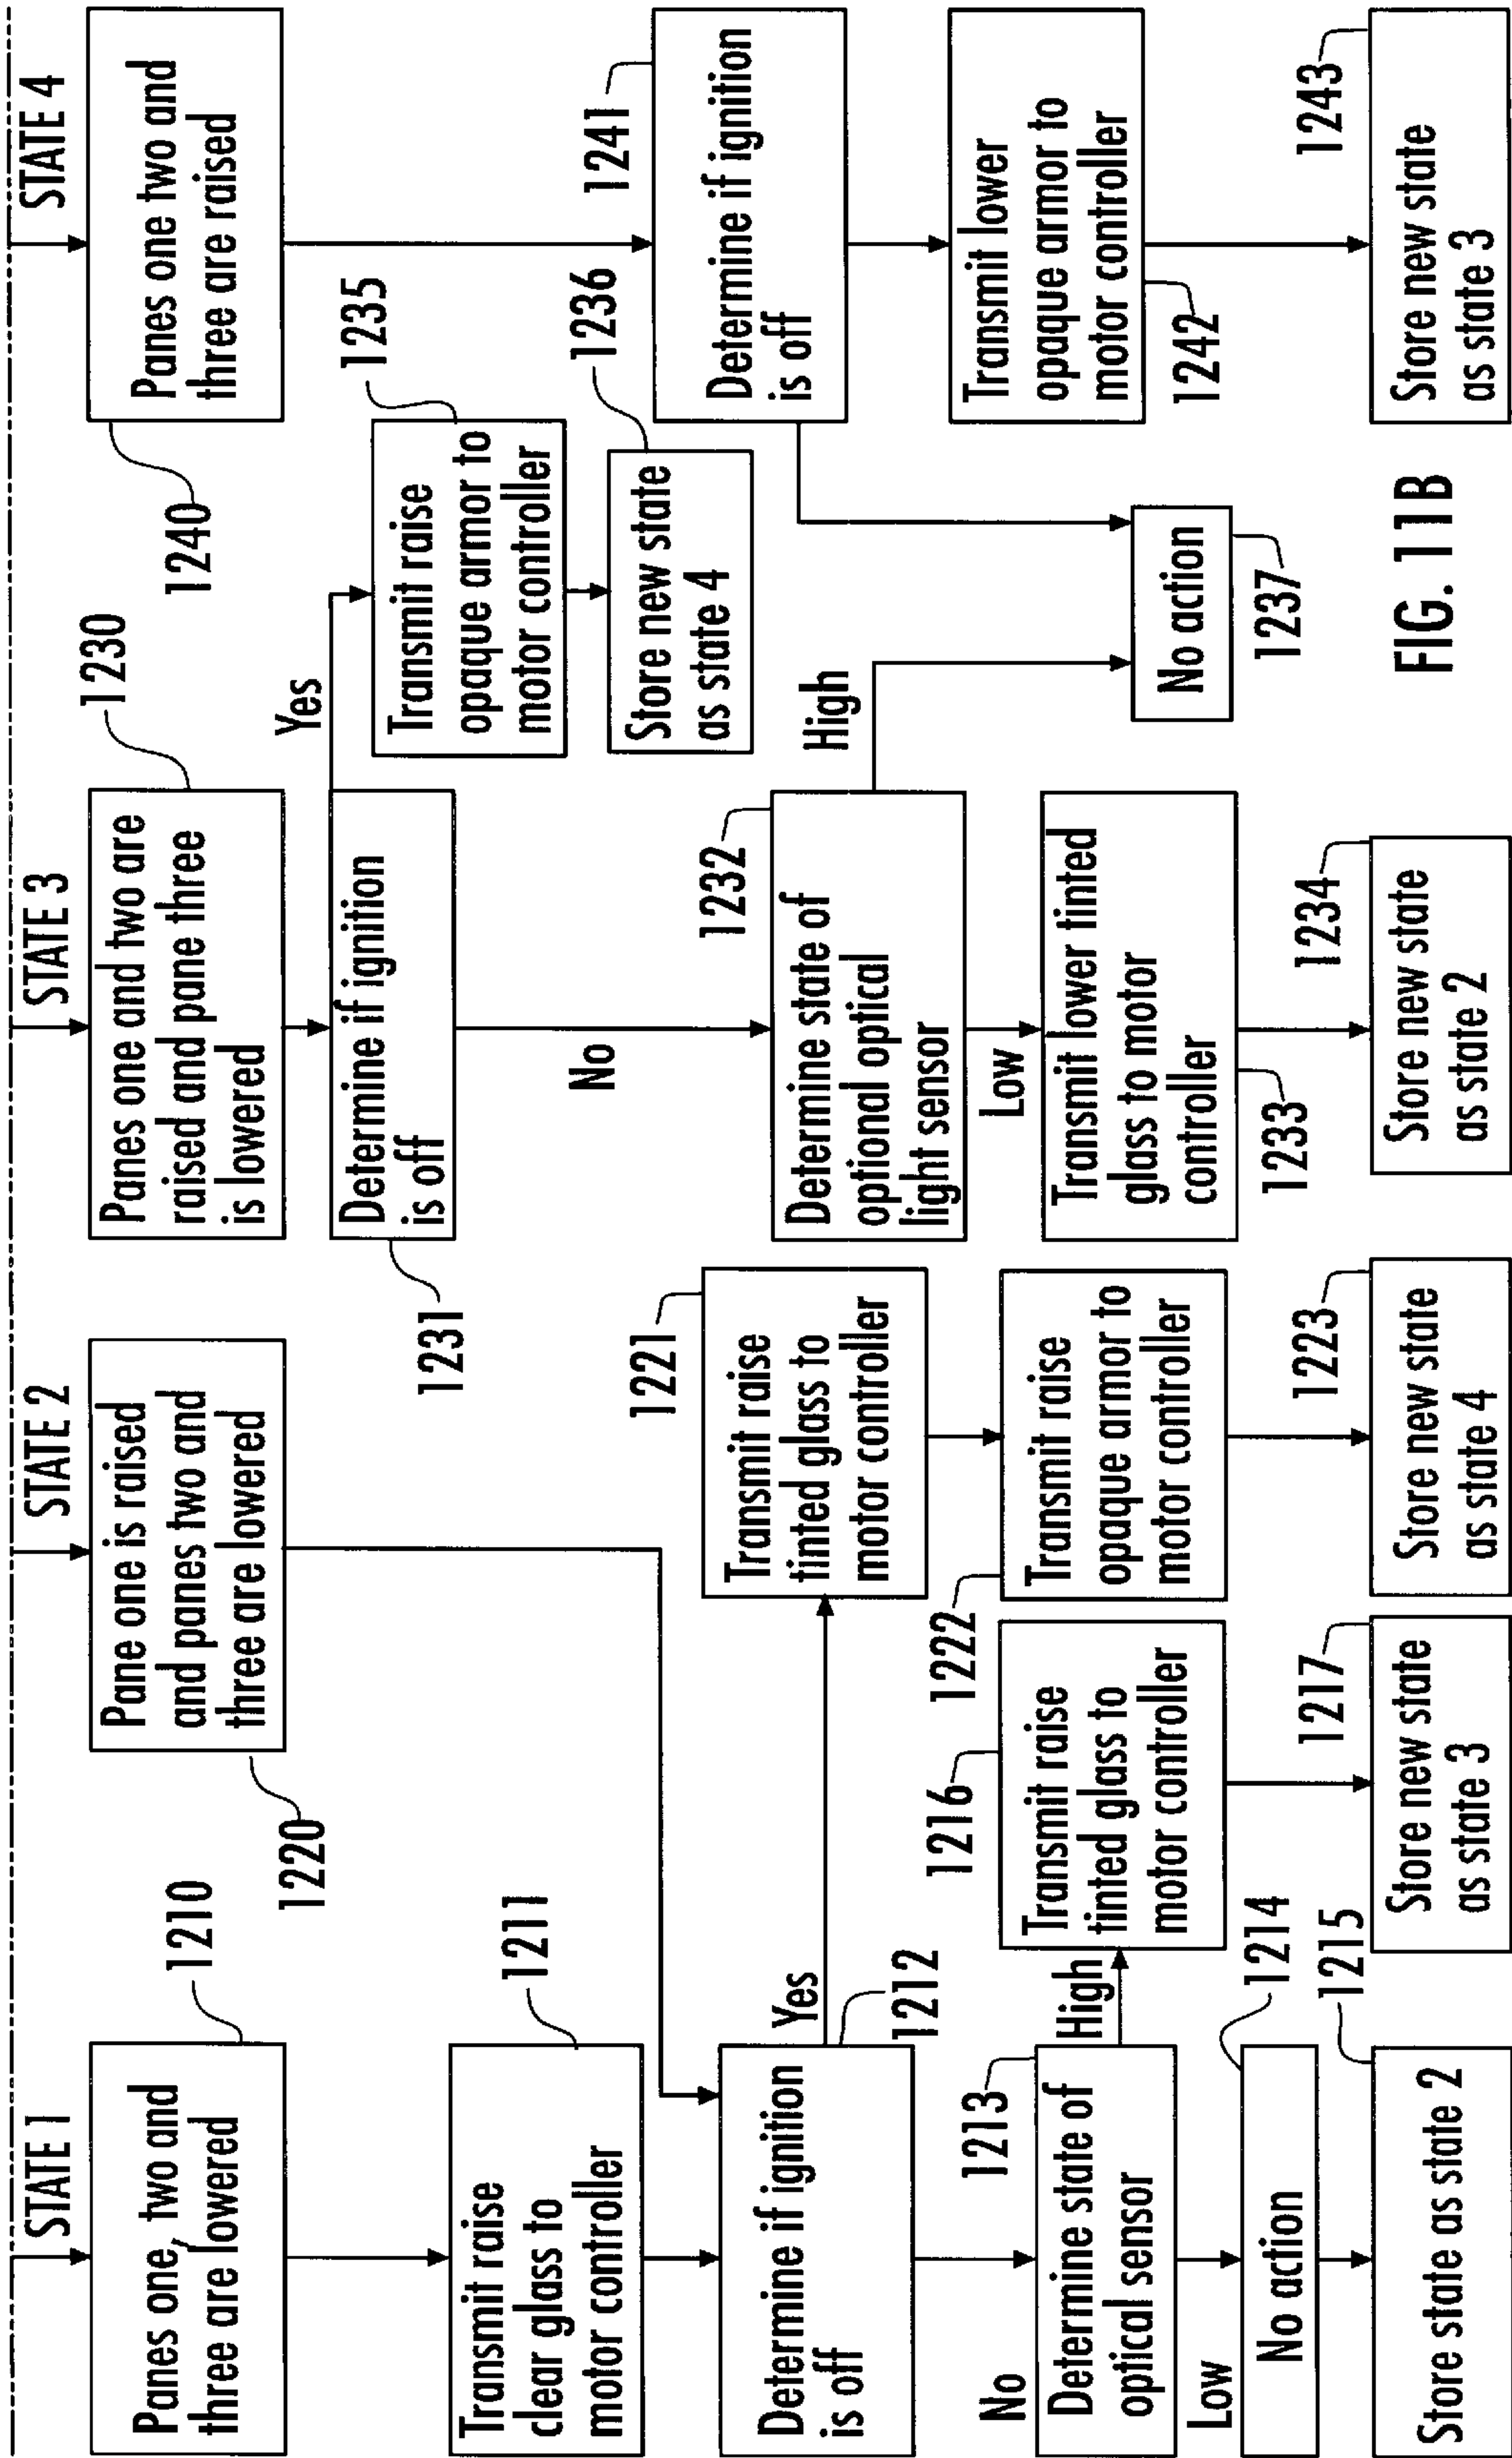 STATE 1
Panes one, two and
three are lowered
1210
Transmit raise
clear glass to
motor controller
1211
Determine if ignition
is off
1212
Yes
No
Determine state of
optical sensor
1213
High
Low
No action
1214
Store state as state 2
1215
Transmit raise
tinted glass to
motor controller
1216
Store new state
as state 3
1217
STATE 2
Pane one is raised
and panes two and
three are lowered
1220
Transmit raise
tinted glass to
motor controller
1221
Transmit raise
opaque armor to
motor controller
1222
Store new state
as state 4
1223
STATE 3
Panes one and two are
raised and pane three
is lowered
1230
Determine if ignition
is off
1231
Yes
No
Determine state of
optional optical
light sensor
1232
High
Low
Transmit lower tinted
glass to motor
controller
1233
Store new state
as state 2
1234
Transmit raise
opaque armor to
motor controller
1235
Store new state
as state 4
1236
No action
1237
STATE 4
Panes one two and
three are raised
1240
Determine if ignition
is off
1241
Transmit lower
opaque armor to
motor controller
1242
Store new state
as state 3
1243
FIG. 11B